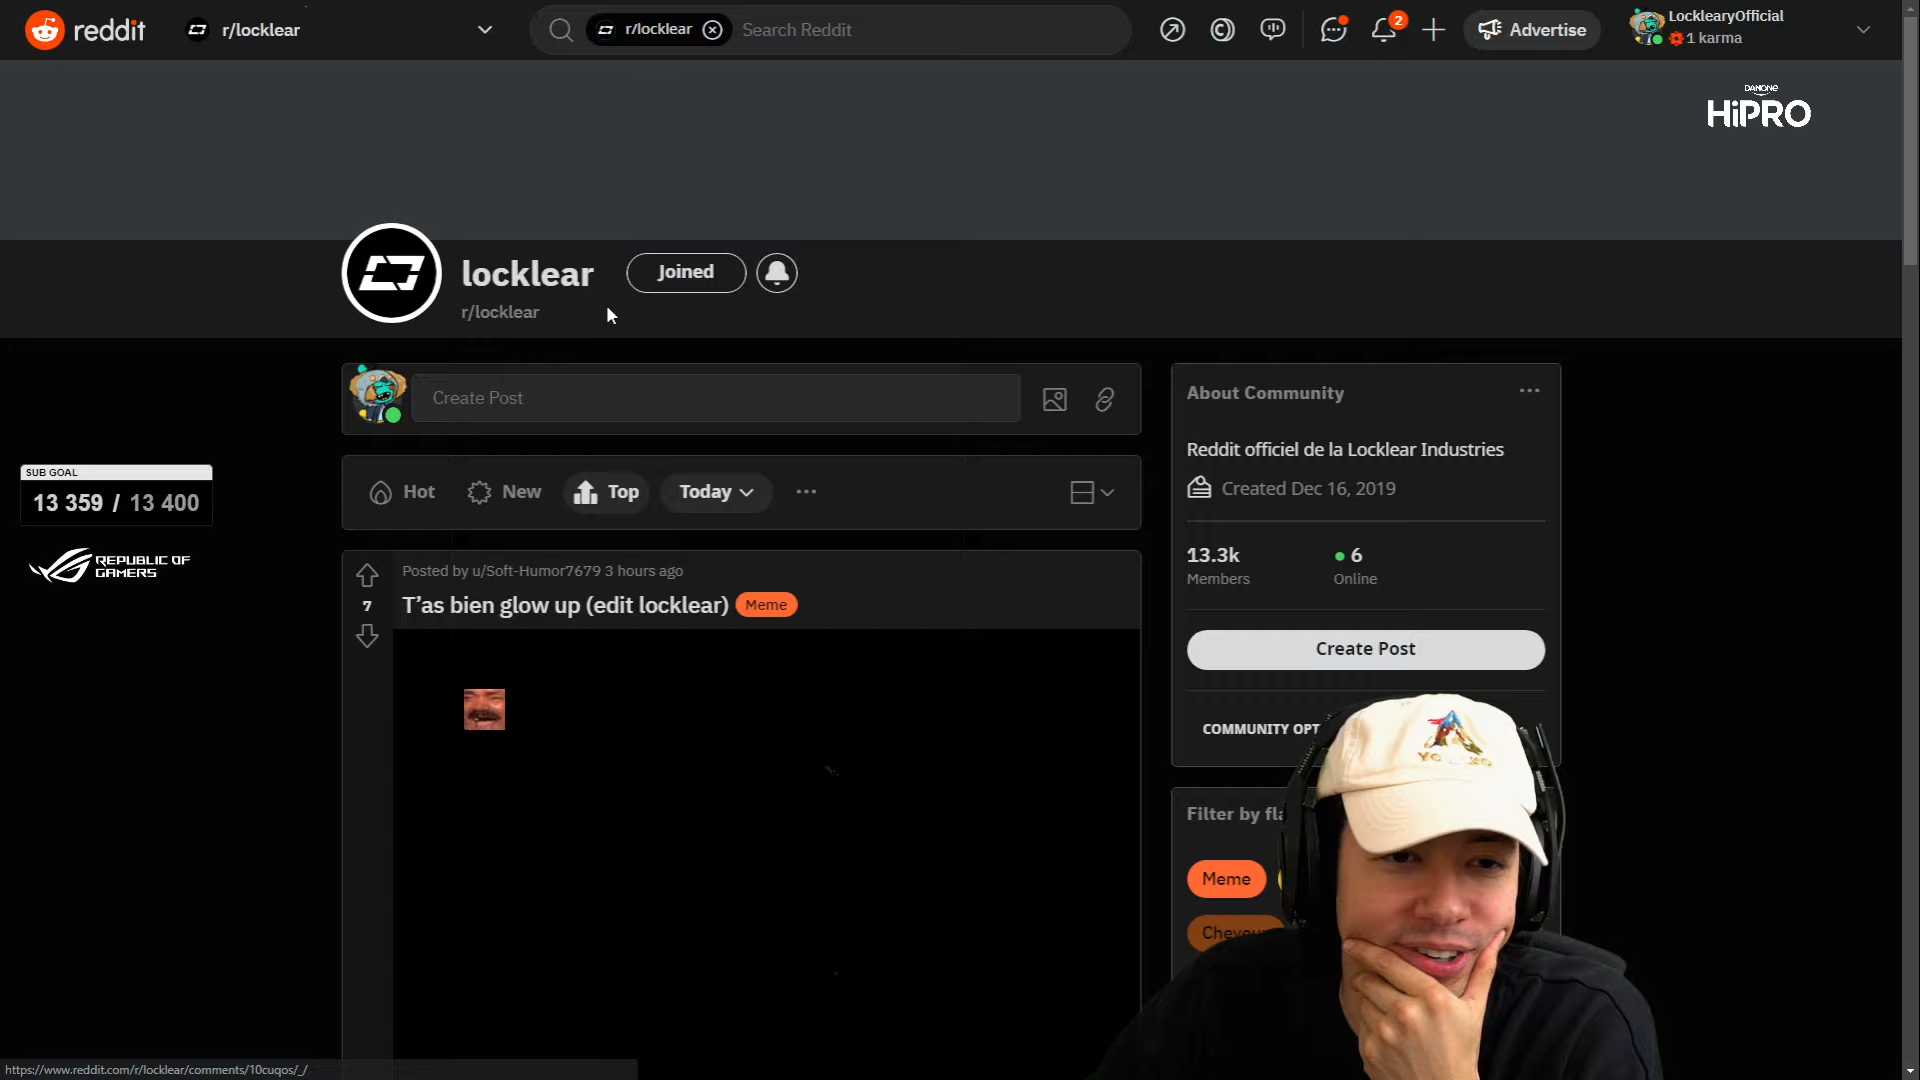 reddit
r/locklear
r/locklear
Search Reddit
2
Advertise
LocklearyOfficial
1 karma
DANONE
HiPRO
locklear
Joined
r/locklear
Create Post
About Community
Reddit officiel de la Locklear Industries
Created Dec 16, 2019
SUB GOAL
13 359 / 13 400
Hot
New
Top
Today
REPUBLIC OF
GAMERS
13.3k
Members
6
Online
Posted by u/Soft-Humor7679 3 hours ago
7
T'as bien glow up (edit locklear)
Meme
Create Post
COMMUNITY OPT
Filter by fla
Meme
https://www.reddit.com/r/locklear/comments/10cuqos/_/